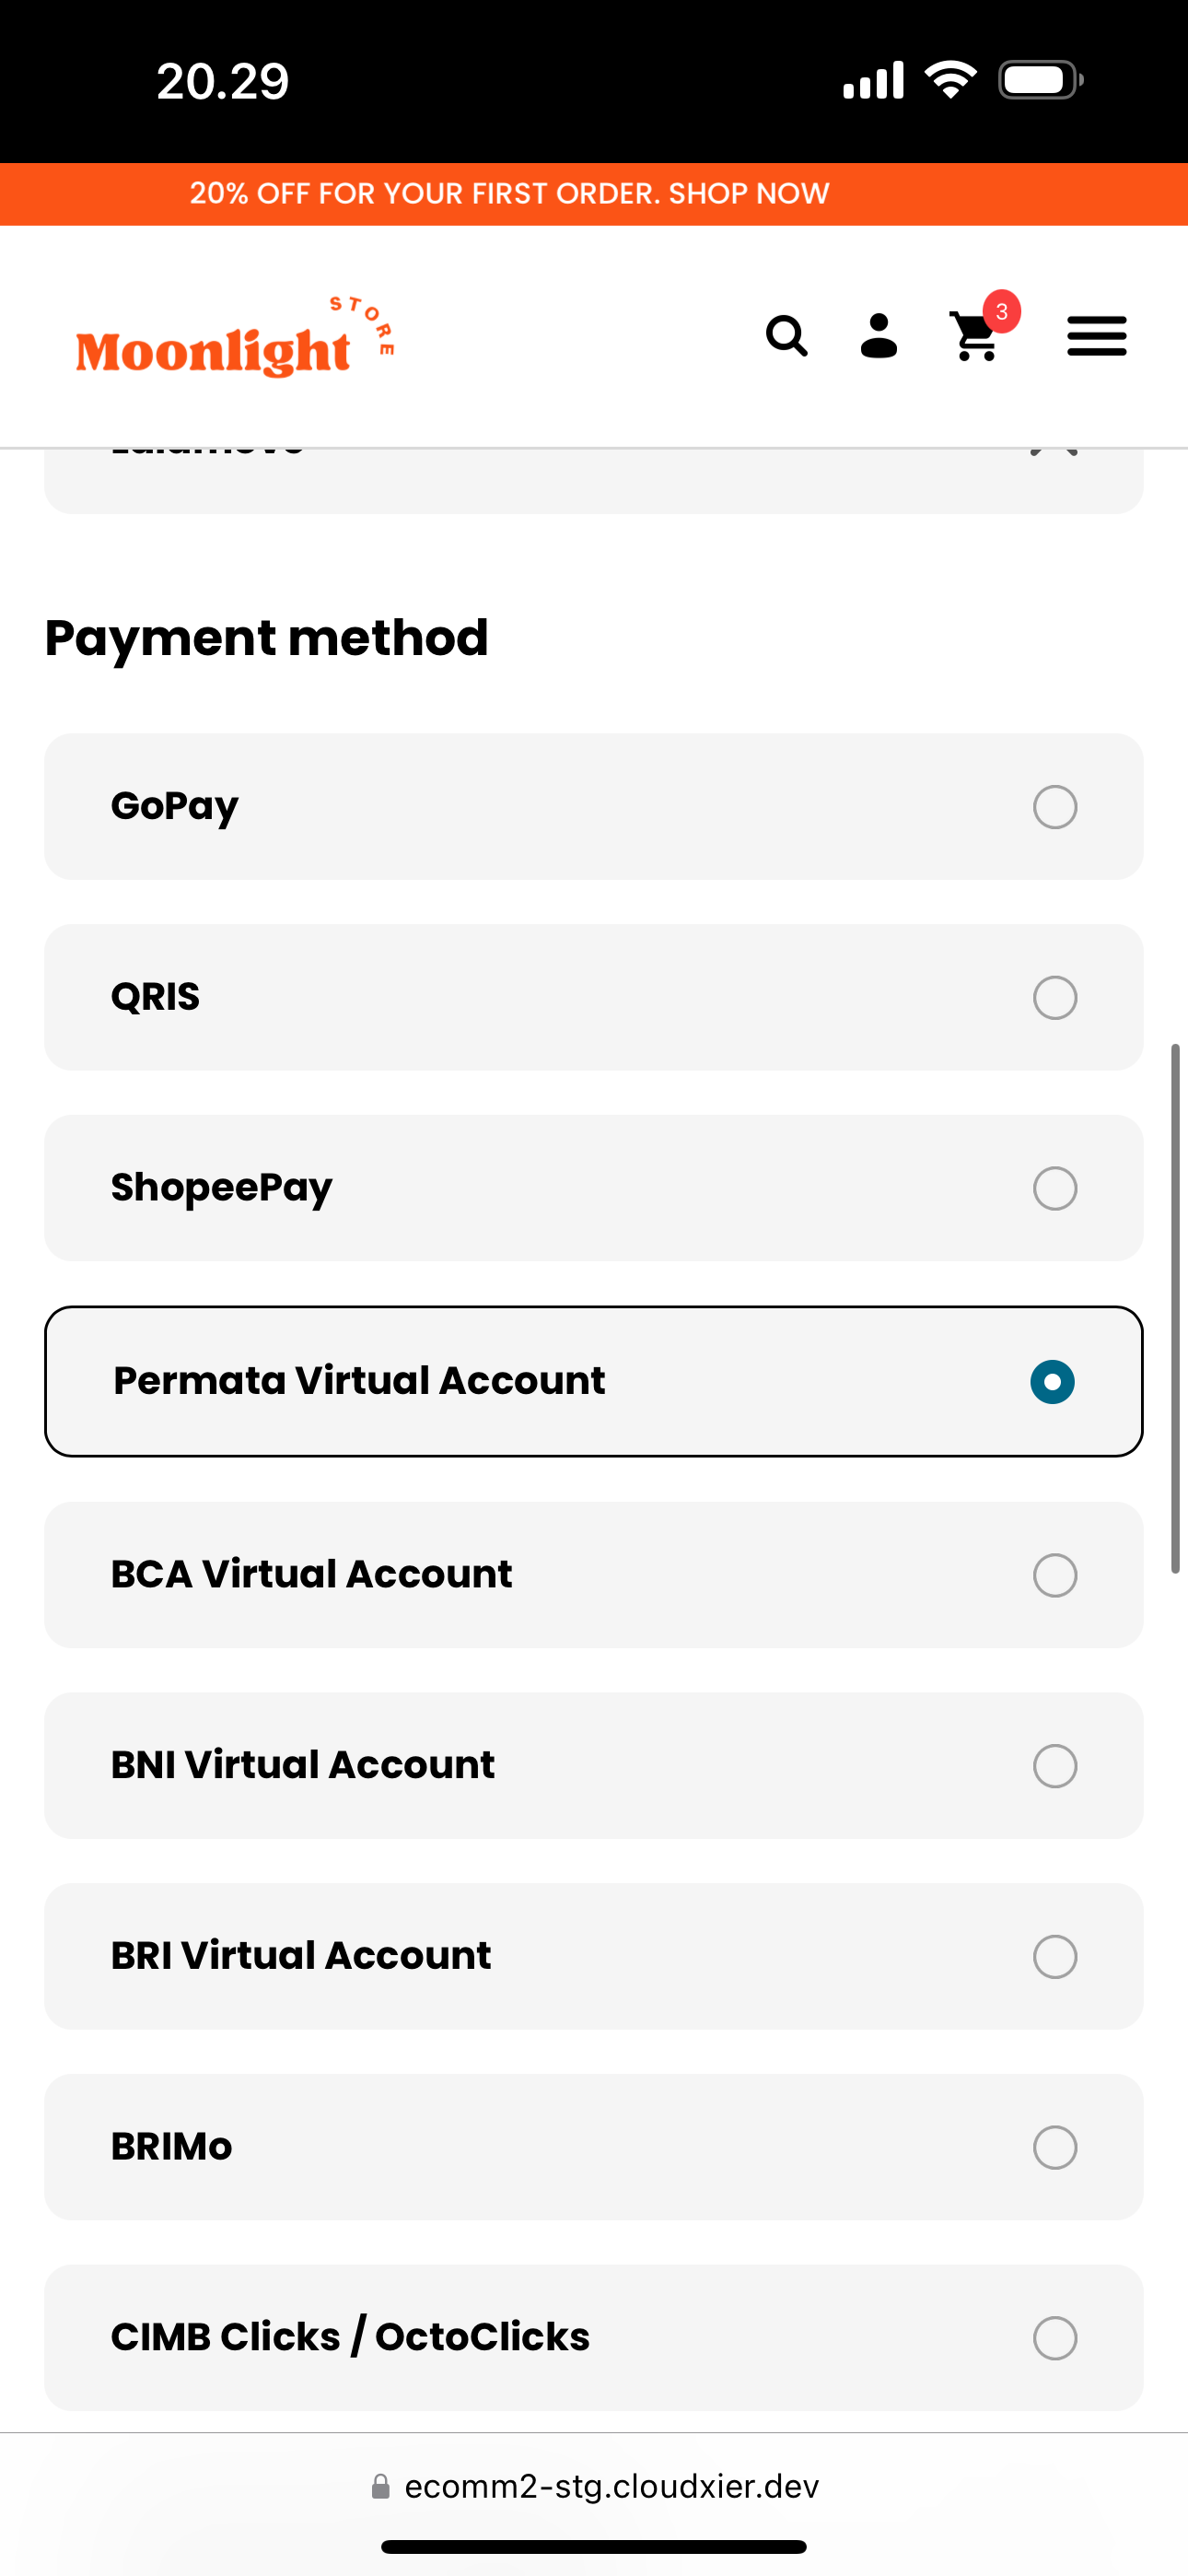 20.29
20% OFF FOR YOUR FIRST ORDER. SHOP NOW
STORE
Moonlight
3
Payment method
GoPay
QRIS
ShopeePay
Permata Virtual Account
BCA Virtual Account
BNI Virtual Account
BRI Virtual Account
BRIMo
CIMB Clicks / OctoClicks
ecomm2-stg.cloudxier.dev